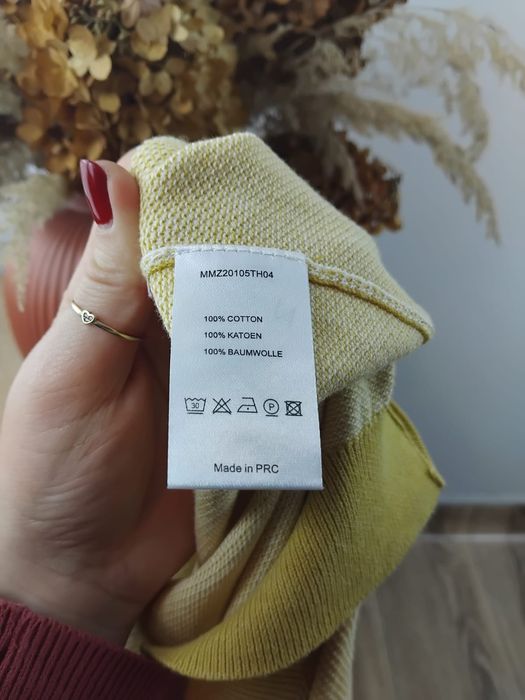 MMZ20105TH04
100% COTTON
100% KATOEN
100% BAUMWOLLE
30 P
Made in PRC